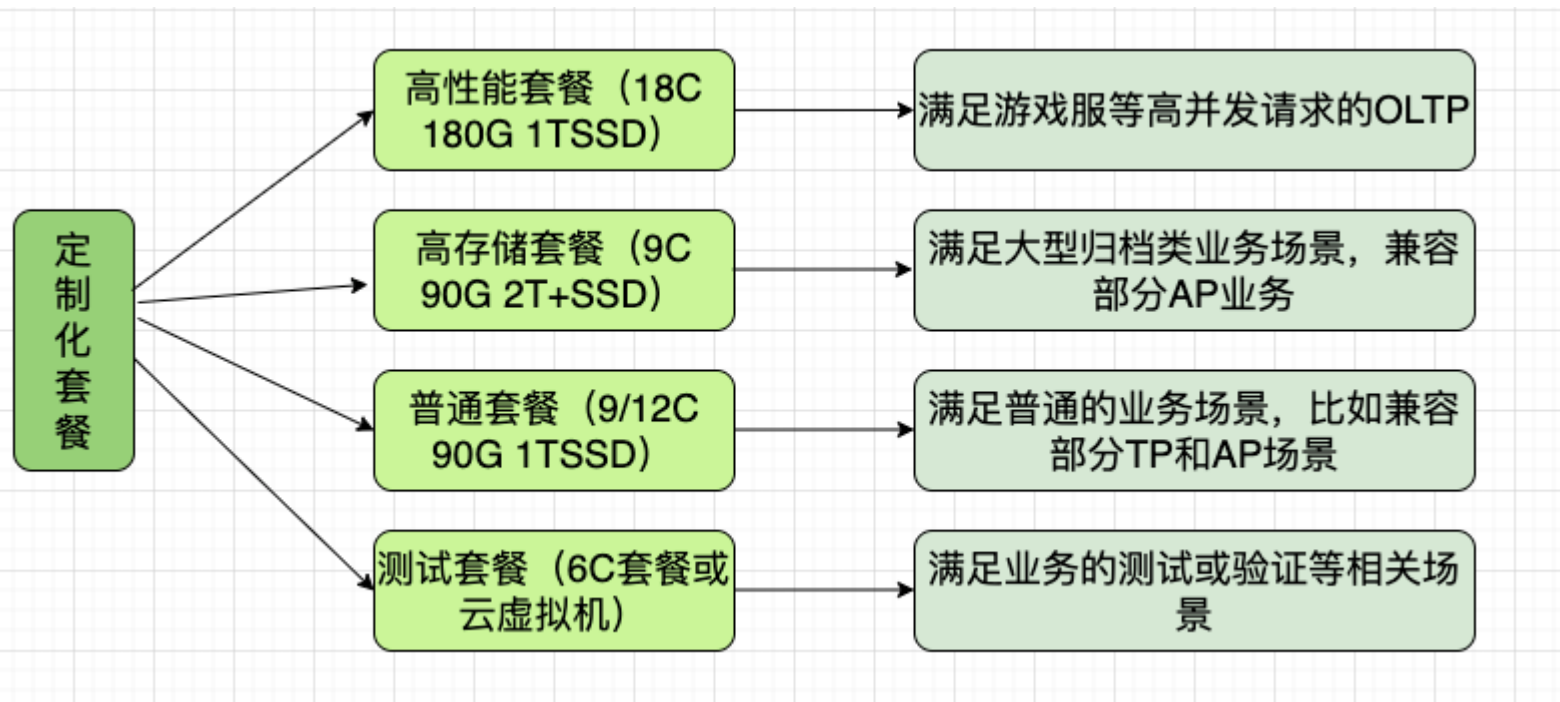 定
制
化
套
餐
高性能套餐（18C
180G 1TSSD）
满足游戏服等高并发请求的OLTP
高存储套餐（9C
90G 2T+SSD）
满足大型归档类业务场景，兼容
部分AP业务
普通套餐（9/12C
90G 1TSSD）
满足普通的业务场景，比如兼容
部分TP和AP场景
测试套餐（6C套餐或
云虚拟机）
满足业务的测试或验证等相关场
景